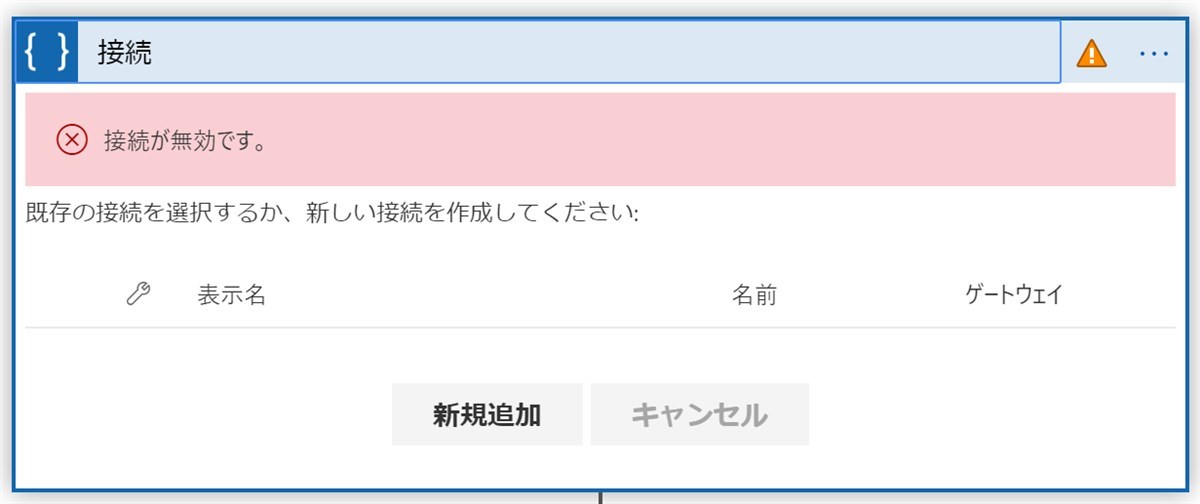 { } 接続
接続が無効です。
既存の接続を選択するか、新しい接続を作成してください:
表示名 名前 ゲートウェイ
新規追加 キャンセル